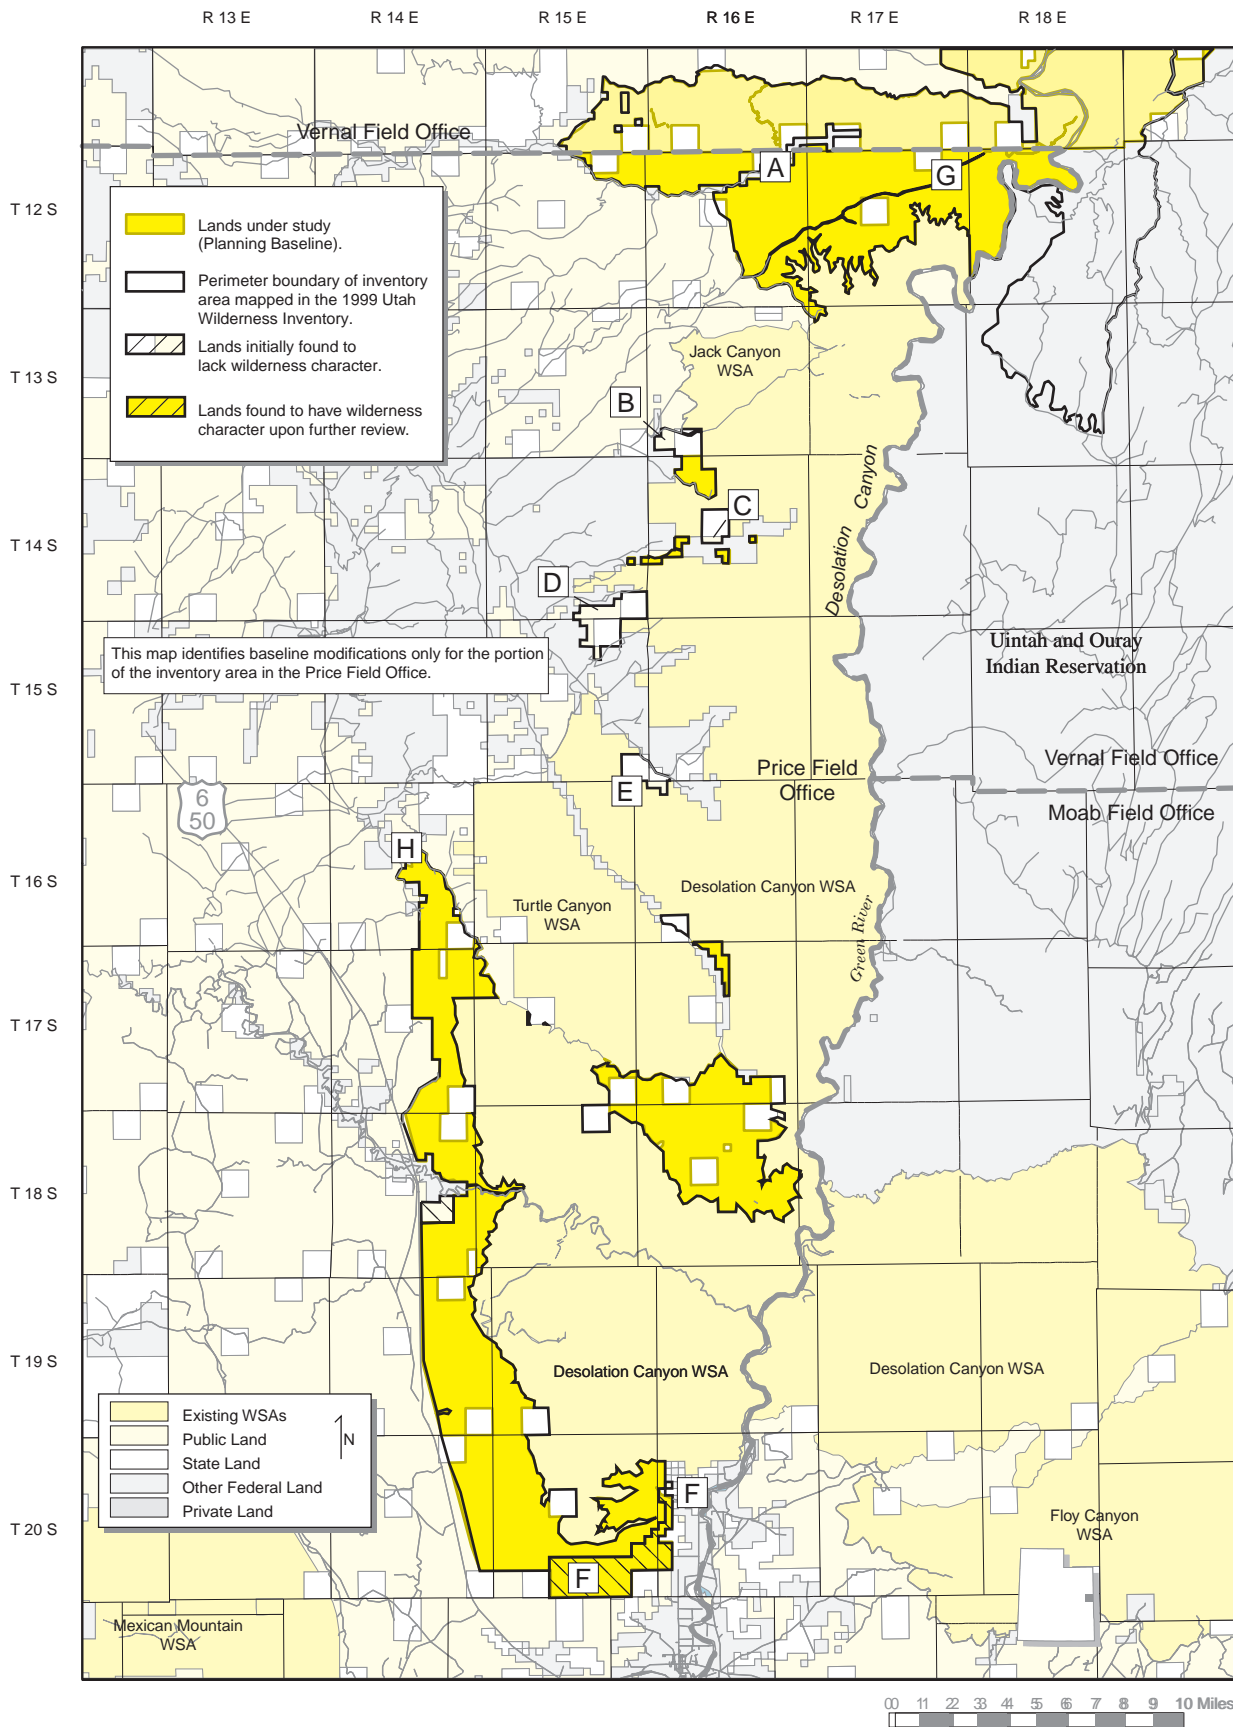 R 13 E R 14 E R 15 E R 16 E R 17 E R 18 E
Vernal Field Office
A
G
T 12 S
Lands under study
(Planning Baseline).
Perimeter boundary of inventory
area mapped in the 1999 Utah
Wilderness Inventory.
Lands initially found to
lack wilderness character.
Lands found to have wilderness
character upon further review.
Jack Canyon
WSA
T 13 S
B
C
Desolation Canyon
T 14 S
D
This map identifies baseline modifications only for the portion
of the inventory area in the Price Field Office.
Uintah and Ouray
Indian Reservation
T 15 S
Price Field
Office
Vernal Field Office
Moab Field Office
E
6
50
H
T 16 S
Desolation Canyon WSA
Turtle Canyon
WSA
Green River
T 17 S
T 18 S
T 19 S
Desolation Canyon WSA
Desolation Canyon WSA
Existing WSAs
Public Land
State Land
Other Federal Land
Private Land
N
F
T 20 S
Floy Canyon
WSA
F
Mexican Mountain
WSA
0 1 2 3 4 5 6 7 8 9 10 Miles